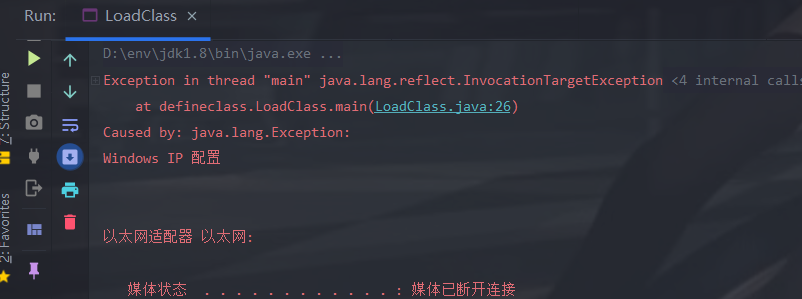 Run: LoadClass ×
D:\env\jdk1.8\bin\java.exe ...
Exception in thread "main" java.lang.reflect.InvocationTargetException <4 internal calls
at defineclass.LoadClass.main(LoadClass.java:26)
Caused by: java.lang.Exception:
Windows IP 配置
以太网适配器 以太网:
媒体状态 . . . . . . . . . . . . : 媒体已断开连接
7: Structure
2: Favorites